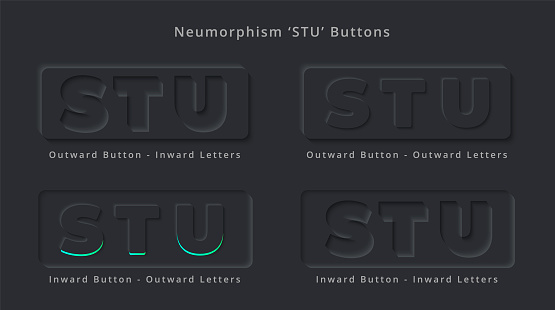 Neumorphism ‘STU’ Buttons
STU
STU
Outward Button - Inward Letters
Outward Button - Outward Letters
STU
STU
Inward Button - Outward Letters
Inward Button - Inward Letters